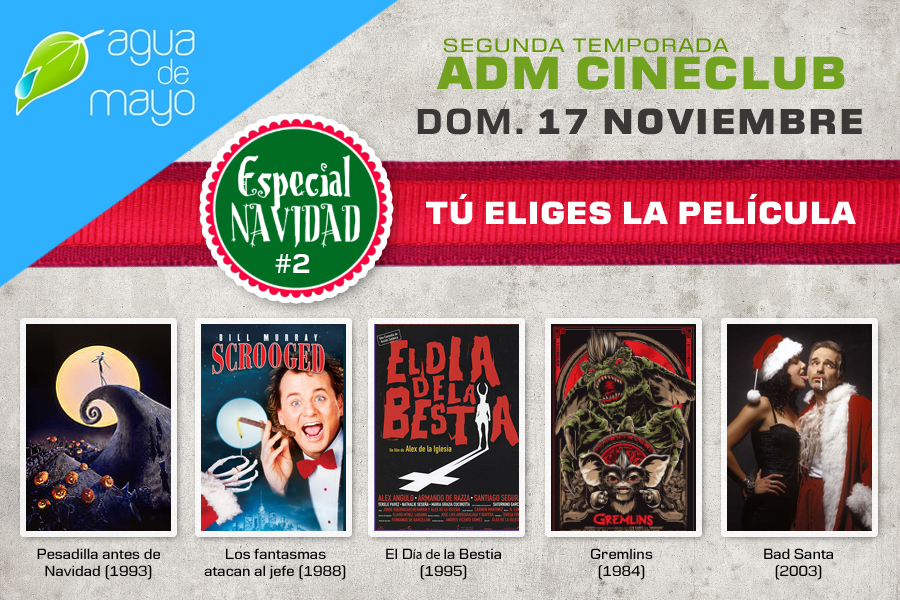 agua
de
mayo
SEGUNDA TEMPORADA
ADM CINECLUB
DOM. 17 NOVIEMBRE
Especial
NAVIDAD
#2
TÚ ELIGES LA PELÍCULA
BILL MURRAY
SCROOGED
EL DIA
DE LA
BESTIA
Un film de Alex de la Iglesia
ALEX ANGULO • ARMANDO DE RAZZA • SANTIAGO SEGUR
GREMLINS
Pesadilla antes de
Navidad (1993)
Los fantasmas
atacan al jefe (1988)
El Día de la Bestia
(1995)
Gremlins
(1984)
Bad Santa
(2003)